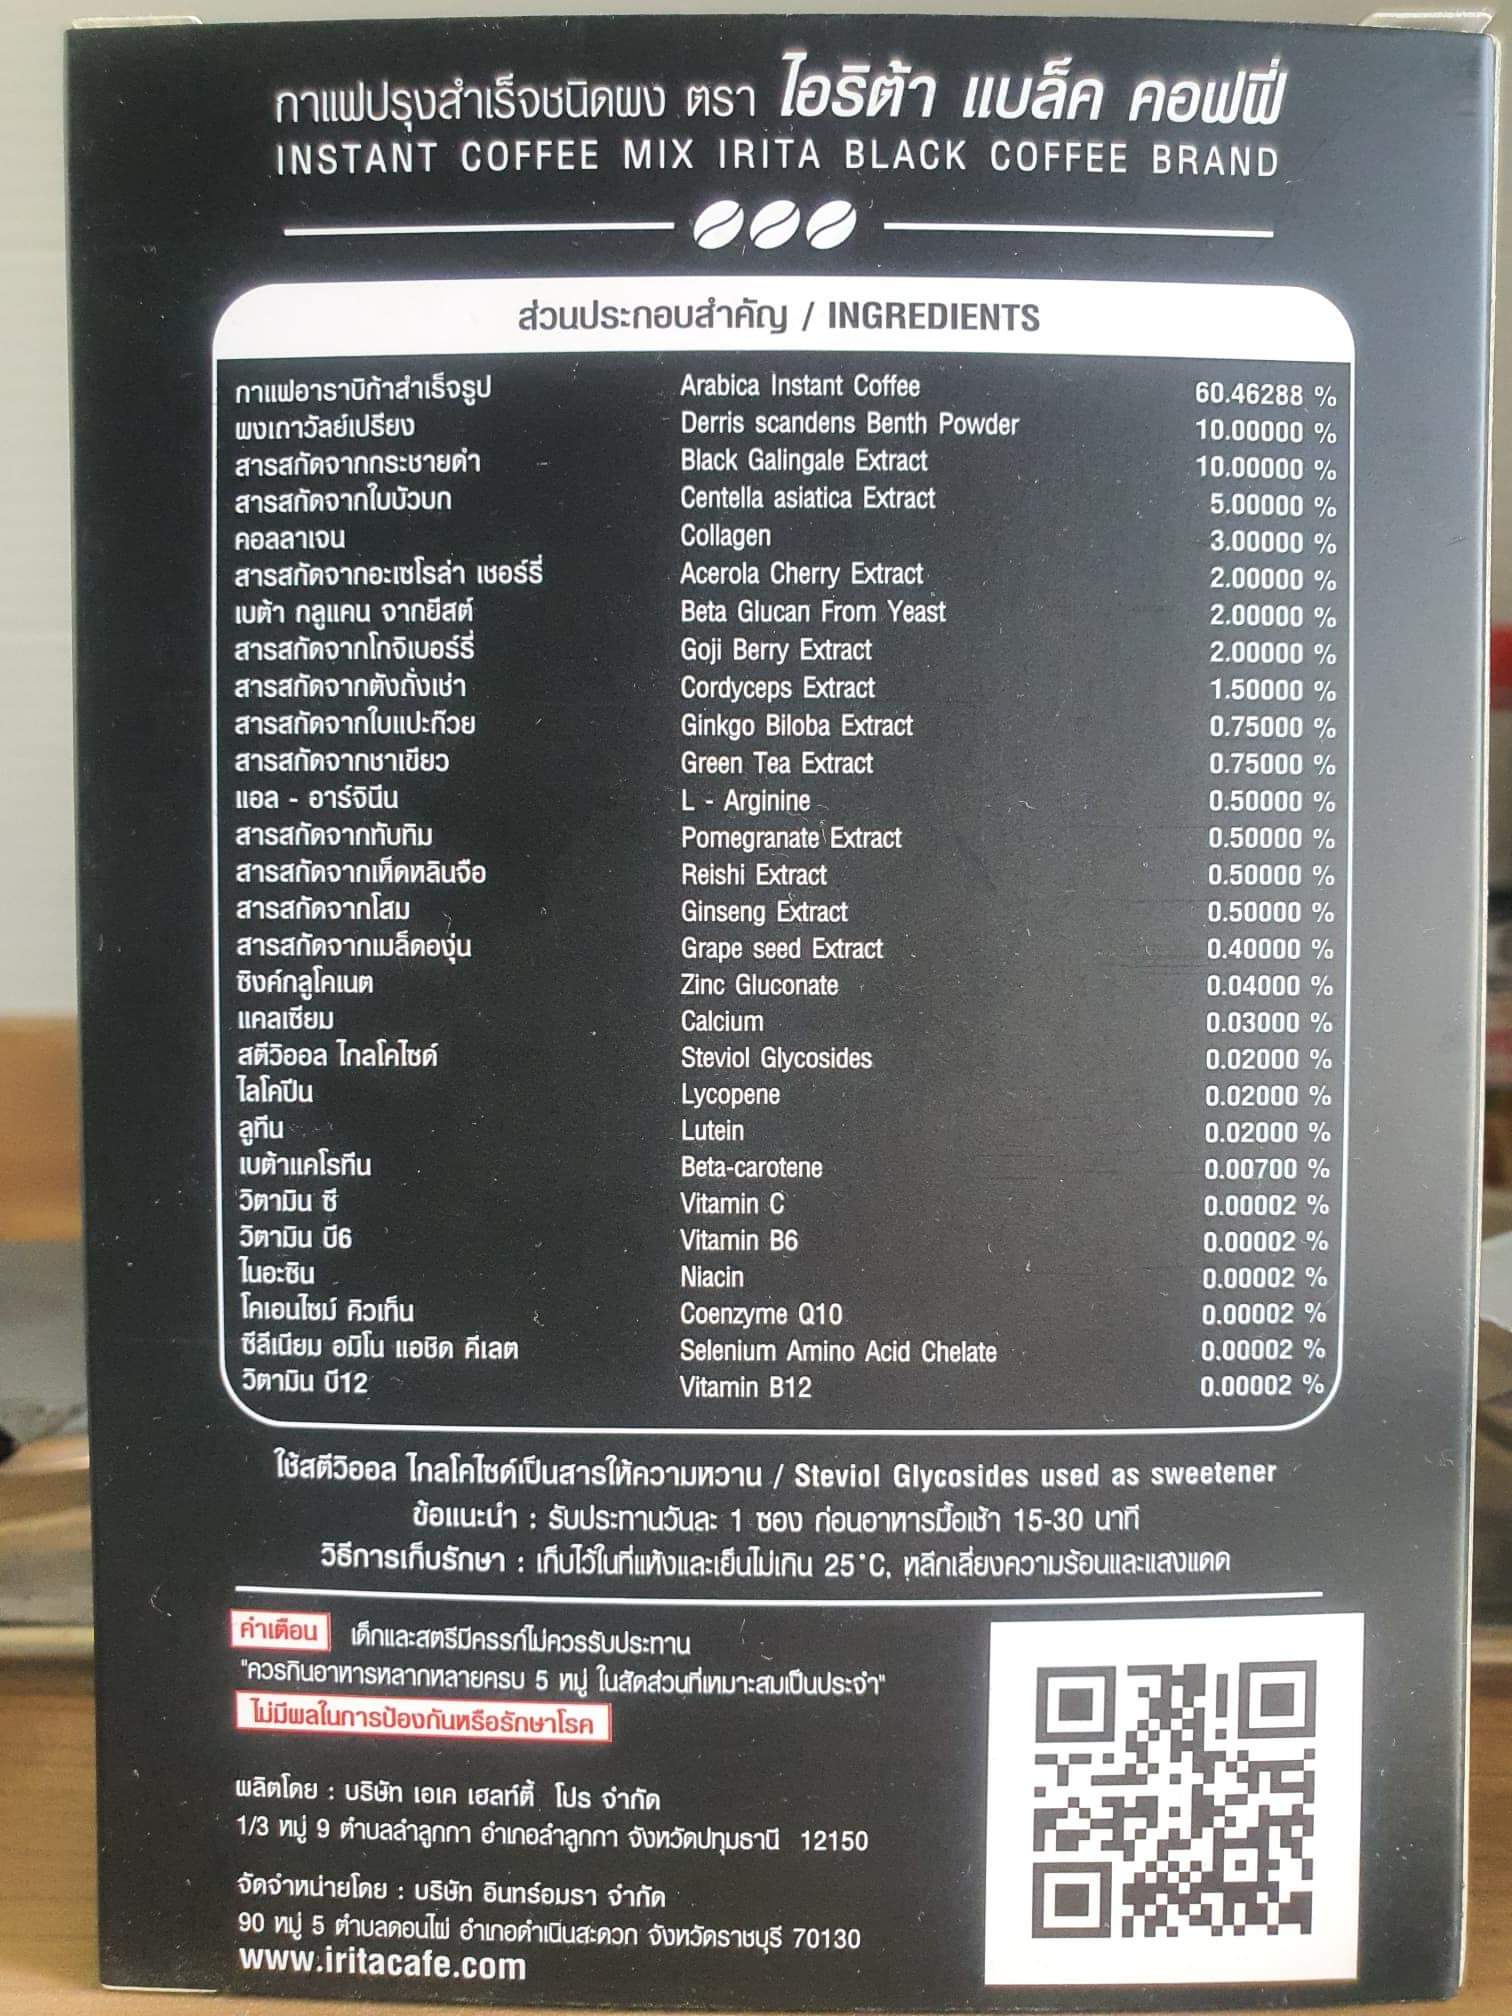 กาแฟปรุงสำเร็จชนิดผง ตรา ไอริต้า แบล็ค คอฟฟี่
INSTANT COFFEE MIX IRITA BLACK COFFEE BRAND
ส่วนประกอบสำคัญ / INGREDIENTS
กาแฟอาราบิก้าสำเร็จรูป Arabica Instant Coffee 60.46288 %
ผงเถาวัลย์เปรียง Derris scandens Benth Powder 10.00000 %
สารสกัดจากกระชายดำ Black Galingale Extract 10.00000 %
สารสกัดจากใบบัวบก Centella asiatica Extract 5.00000 %
คอลลาเจน Collagen 3.00000 %
สารสกัดจากอะเซโรล่า เชอร์รี่ Acerola Cherry Extract 2.00000 %
เบต้า กลูแคน จากยีสต์ Beta Glucan From Yeast 2.00000 %
สารสกัดจากโกจิเบอร์รี่ Goji Berry Extract 2.00000 %
สารสกัดจากตังถั่งเช่า Cordyceps Extract 1.50000 %
สารสกัดจากใบแปะก๊วย Ginkgo Biloba Extract 0.75000 %
สารสกัดจากชาเขียว Green Tea Extract 0.75000 %
แอล - อาร์จินีน L - Arginine 0.50000 %
สารสกัดจากทับทิม Pomegranate Extract 0.50000 %
สารสกัดจากเห็ดหลินจือ Reishi Extract 0.50000 %
สารสกัดจากโสม Ginseng Extract 0.50000 %
สารสกัดจากเมล็ดองุ่น Grape seed Extract 0.40000 %
ซิงค์กลูโคเนต Zinc Gluconate 0.04000 %
แคลเซียม Calcium 0.03000 %
สตีวิออล ไกลโคไซด์ Steviol Glycosides 0.02000 %
ไลโคปีน Lycopene 0.02000 %
ลูทีน Lutein 0.02000 %
เบต้าแคโรทีน Beta-carotene 0.00700 %
วิตามิน ซี Vitamin C 0.00002 %
วิตามิน บี6 Vitamin B6 0.00002 %
ไนอะซิน Niacin 0.00002 %
โคเอนไซม์ คิวเท็น Coenzyme Q10 0.00002 %
ซีลีเนียม อมิโน แอซิด คีเลต Selenium Amino Acid Chelate 0.00002 %
วิตามิน บี12 Vitamin B12 0.00002 %
ใช้สตีวิออล ไกลโคไซด์เป็นสารให้ความหวาน / Steviol Glycosides used as sweetener
ข้อแนะนำ : รับประทานวันละ 1 ซอง ก่อนอาหารมื้อเช้า 15-30 นาที
วิธีการเก็บรักษา : เก็บไว้ในที่แห้งและเย็นไม่เกิน 25°C, หลีกเลี่ยงความร้อนและแสงแดด
คำเตือน เด็กและสตรีมีครรภ์ไม่ควรรับประทาน
"ควรกินอาหารหลากหลายครบ 5 หมู่ ในสัดส่วนที่เหมาะสมเป็นประจำ"
ไม่มีผลในการป้องกันหรือรักษาโรค
ผลิตโดย : บริษัท เอเค เฮลท์ตี้ โปร จำกัด
1/3 หมู่ 9 ตำบลลำลูกกา อำเภอลำลูกกา จังหวัดปทุมธานี 12150
จัดจำหน่ายโดย : บริษัท อินทร์อมรา จำกัด
90 หมู่ 5 ตำบลดอนไผ่ อำเภอดำเนินสะดวก จังหวัดราชบุรี 70130
www.iritacafe.com